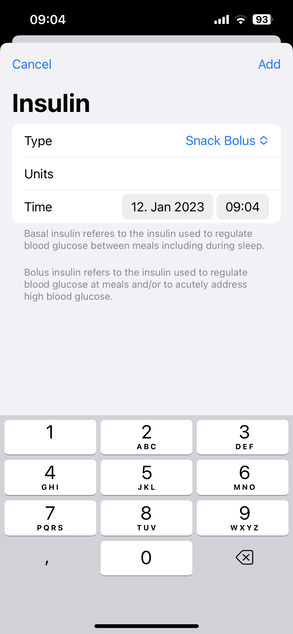 09:04
93
Cancel
Add
Insulin
Type
Snack Bolus
Units
Time
12. Jan 2023
09:04
Basal insulin referes to the insulin used to regulate
blood glucose between meals including during sleep.
Bolus insulin refers to the insulin used to regulate
blood glucose at meals and/or to acutely address
high blood glucose.
1
2
ABC
3
DEF
4
GHI
5
JKL
6
MNO
7
PQRS
8
TUV
9
WXYZ
,
0